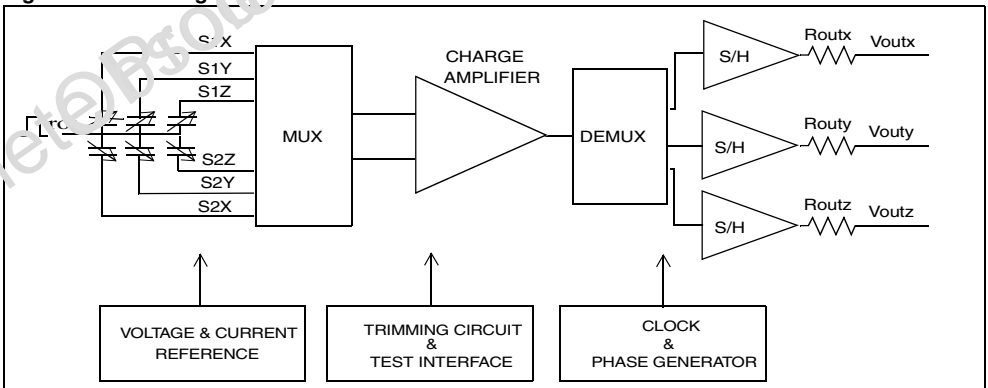 S1X
S1Y
S1Z
S2Z
S2Y
S2X
MUX
CHARGE
AMPLIFIER
DEMUX
S/H
Routx
Voutx
S/H
Routy
Vouty
S/H
Routz
Voutz
VOLTAGE & CURRENT
REFERENCE
TRIMMING CIRCUIT
&
TEST INTERFACE
CLOCK
&
PHASE GENERATOR